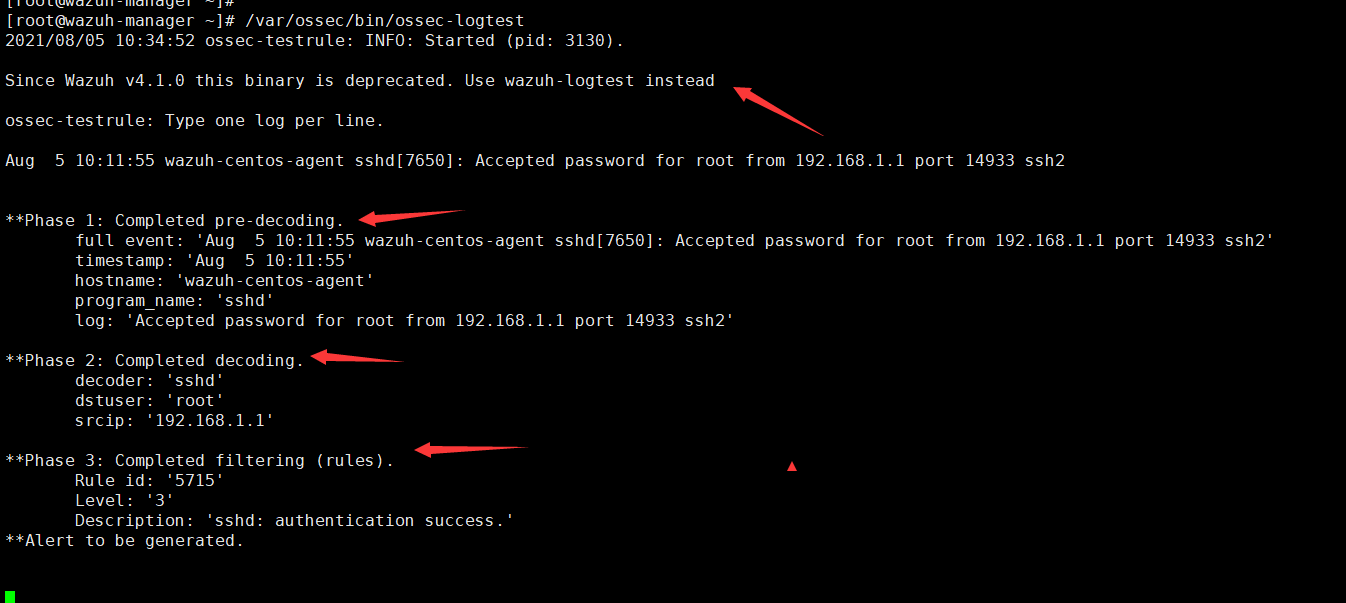 [root@wazuh-manager ~]#
[root@wazuh-manager ~]# /var/ossec/bin/ossec-logtest
2021/08/05 10:34:52 ossec-testrule: INFO: Started (pid: 3130).
Since Wazuh v4.1.0 this binary is deprecated. Use wazuh-logtest instead
ossec-testrule: Type one log per line.
Aug  5 10:11:55 wazuh-centos-agent sshd[7650]: Accepted password for root from 192.168.1.1 port 14933 ssh2
**Phase 1: Completed pre-decoding.
       full event: 'Aug  5 10:11:55 wazuh-centos-agent sshd[7650]: Accepted password for root from 192.168.1.1 port 14933 ssh2'
       timestamp: 'Aug  5 10:11:55'
       hostname: 'wazuh-centos-agent'
       program_name: 'sshd'
       log: 'Accepted password for root from 192.168.1.1 port 14933 ssh2'
**Phase 2: Completed decoding.
       decoder: 'sshd'
       dstuser: 'root'
       srcip: '192.168.1.1'
**Phase 3: Completed filtering (rules).
       Rule id: '5715'
       Level: '3'
       Description: 'sshd: authentication success.'
**Alert to be generated.